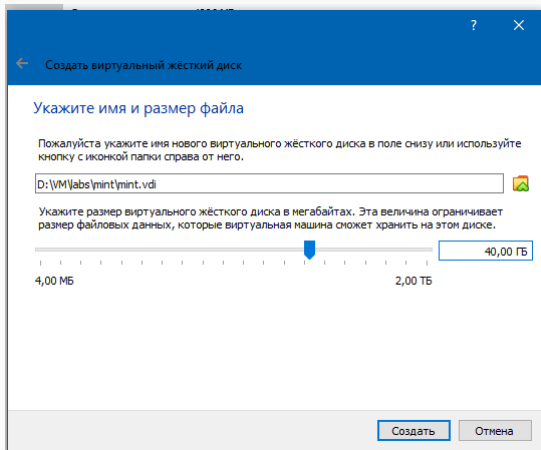 ?
Создать виртуальный жёсткий диск
Укажите имя и размер файла
Пожалуйста укажите имя нового виртуального жёсткого диска в поле снизу или используйте
кнопку с иконкой папки справа от него.
D:\VM\labs\mint\mint.vdi
Укажите размер виртуального жёсткого диска в мегабайтах. Эта величина ограничивает
размер файловых данных, которые виртуальная машина сможет хранить на этом диске.
40,00 ГБ
4,00 МБ 2,00 ТБ
Создать Отмена